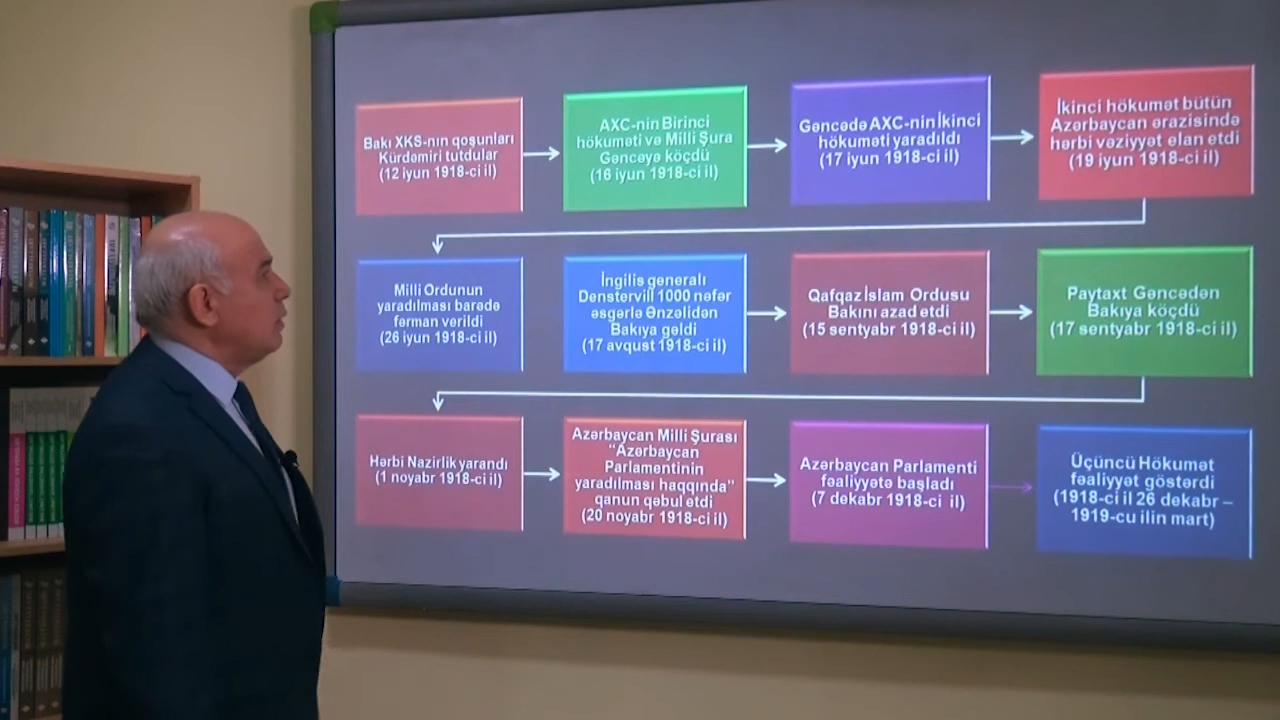 Bakı XKS-nın qoşunları
Kürdəmiri tutdular
(12 iyun 1918-ci il)
AXC-nin Birinci
hökuməti və Milli Şura
Gəncəyə köçdü
(16 iyun 1918-ci il)
Gəncədə AXC-nin İkinci
hökuməti yaradıldı
(17 iyun 1918-ci il)
İkinci hökumət bütün
Azərbaycan ərazisində
hərbi vəziyyət elan etdi
(19 iyun 1918-ci il)
Milli Ordunun
yaradılması barədə
fərman verildi
(26 iyun 1918-ci il)
İngilis generalı
Denstervill 1000 nəfər
əsgərlə Ənzəlidən
Bakıya gəldi
(17 avqust 1918-ci il)
Qafqaz İslam Ordusu
Bakını azad etdi
(15 sentyabr 1918-ci il)
Paytaxt Gəncədən
Bakıya köçdü
(17 sentyabr 1918-ci il)
Hərbi Nazirlik yarandı
(1 noyabr 1918-ci il)
Azərbaycan Milli Şurası
“Azərbaycan
Parlamentinin
yaradılması haqqında”
qanun qəbul etdi
(20 noyabr 1918-ci il)
Azərbaycan Parlamenti
fəaliyyətə başladı
(7 dekabr 1918-ci il)
Üçüncü Hökumət
fəaliyyət göstərdi
(1918-ci il 26 dekabr –
1919-cu ilin mart)